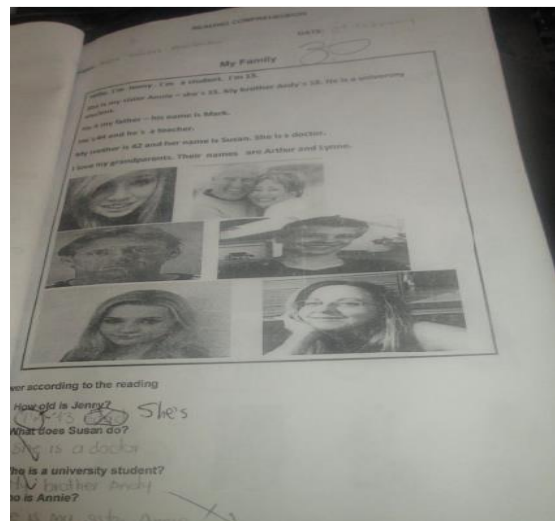 READING COMPREHENSION
DATE:
30
My Family
Hello. I'm Jenny. I'm a student. I'm 13.
She is my sister Annie – she's 15. My brother Andy – 18. He is a university
student.
He is my father – his name is Mark.
He's 44 and he's a teacher.
My mother is 42 and her name is Susan. She is a doctor.
I love my grandparents. Their names are Arthur and Lynne.
wer according to the reading
How old is Jenny?
She's
What does Susan do?
She is a doctor
ho is a university student?
brother Andy
ho is Annie?